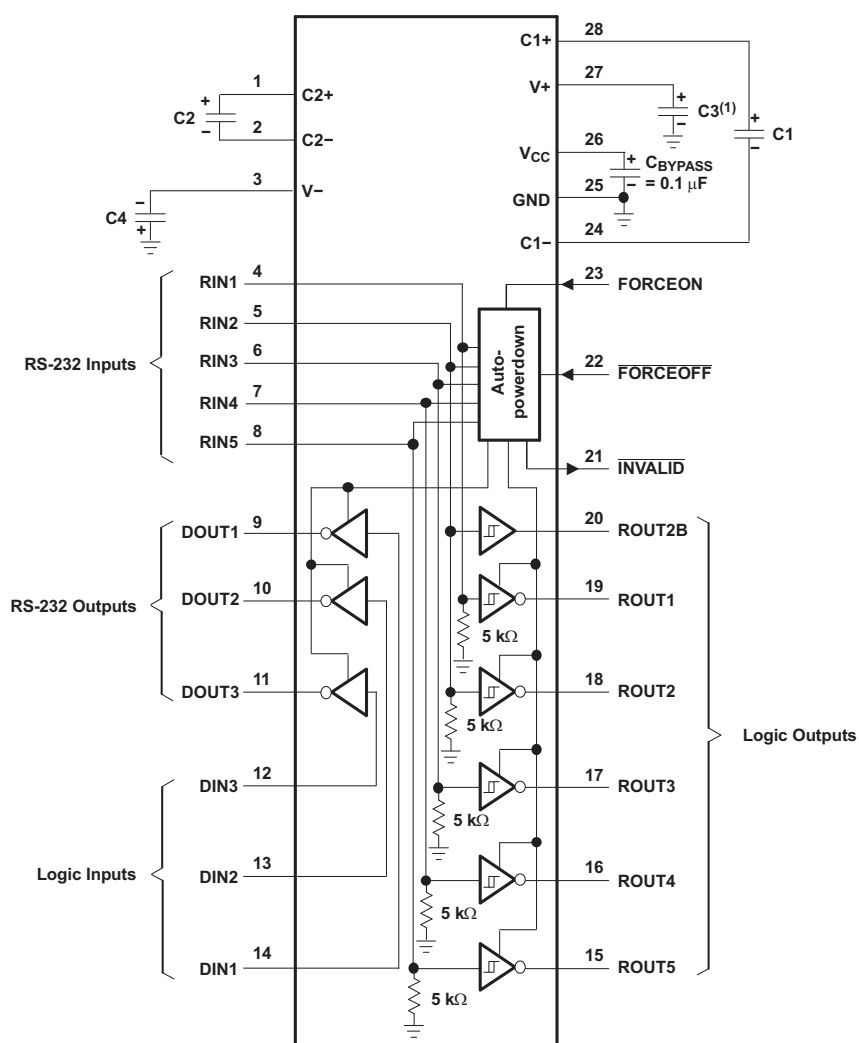 28
C1+
27
V+
C3(1)
C1
26
VCC
CBYPASS
= 0.1 μF
25
GND
24
C1−
1
C2+
C2
2
C2−
3
V−
C4
RS-232 Inputs
RIN1 4
RIN2 5
RIN3 6
RIN4 7
RIN5 8
Auto-
powerdown
23 FORCEON
22 FORCEOFF
21 INVALID
RS-232 Outputs
DOUT1 9
DOUT2 10
DOUT3 11
Logic Inputs
DIN3 12
DIN2 13
DIN1 14
20 ROUT2B
19 ROUT1
5 kΩ
18 ROUT2
5 kΩ
17 ROUT3
5 kΩ
16 ROUT4
5 kΩ
15 ROUT5
5 kΩ
Logic Outputs